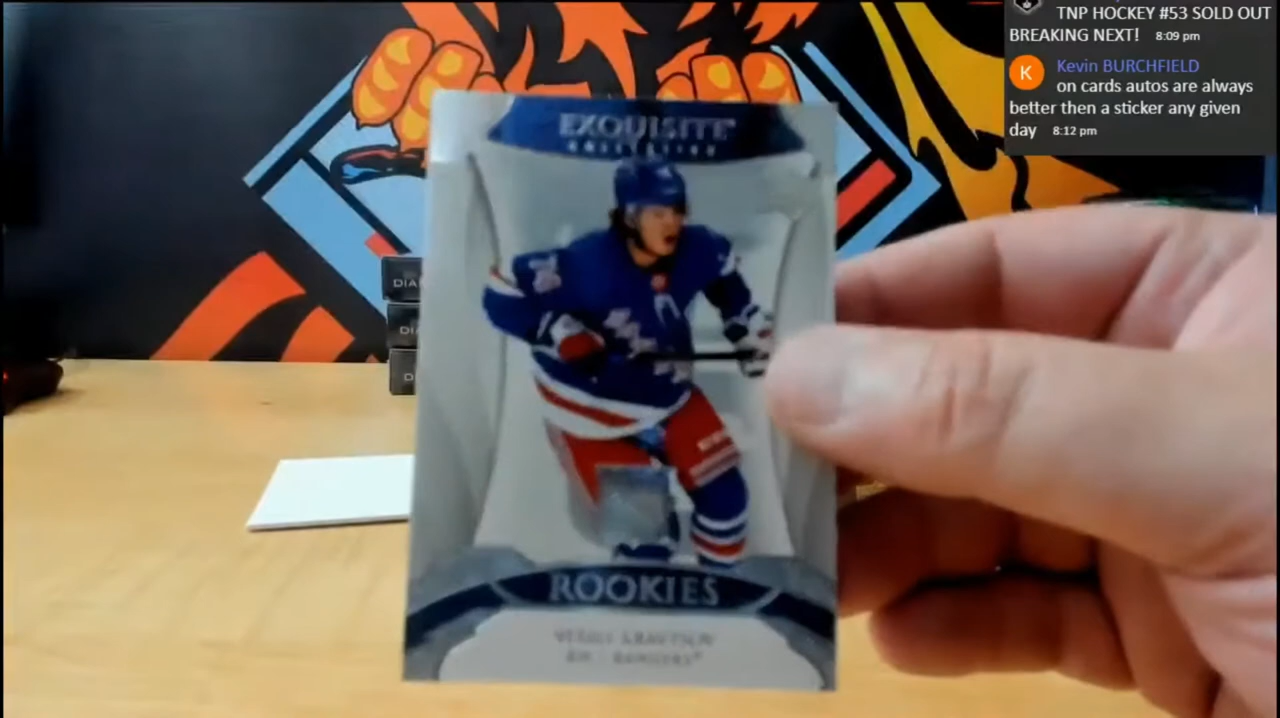 TNP HOCKEY #53 SOLD OUT
BREAKING NEXT! 8:09 pm
K Kevin BURCHFIELD
on cards autos are always
better then a sticker any given
day 8:12 pm
EXQUISITE
COLLECTION
ROOKIES
RANGERS